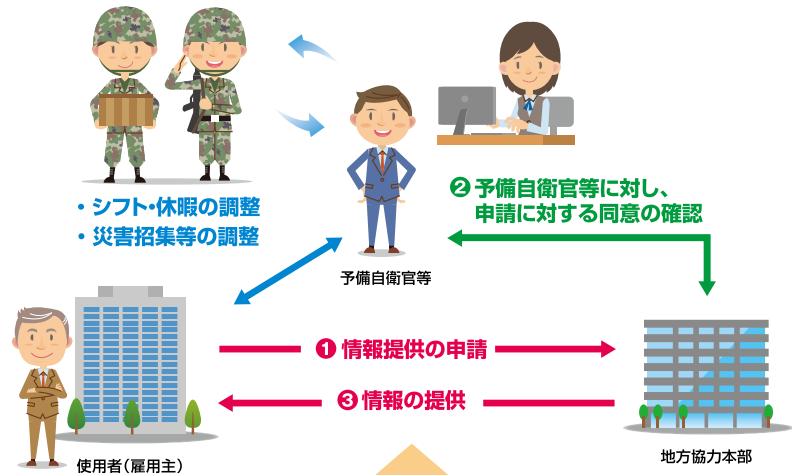 ・シフト・休暇の調整
・災害招集等の調整
❷予備自衛官等に対し、
申請に対する同意の確認
予備自衛官等
❶情報提供の申請
❸情報の提供
使用者（雇用主）
地方協力本部